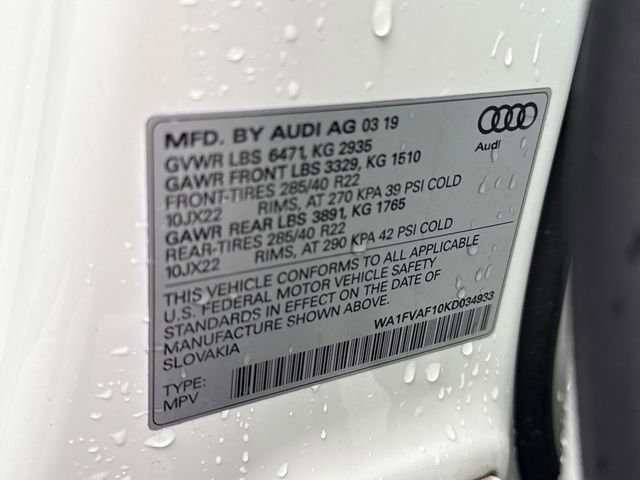 MFD. BY AUDI AG 03 19
Audi
GVWR LBS 6471, KG 2935
GAWR FRONT LBS 3329, KG 1510
FRONT-TIRES 285/40 R22
10JX22 RIMS, AT 270 KPA 39 PSI COLD
GAWR REAR LBS 3891, KG 1765
REAR-TIRES 285/40 R22
10JX22 RIMS, AT 290 KPA 42 PSI COLD
THIS VEHICLE CONFORMS TO ALL APPLICABLE
U.S. FEDERAL MOTOR VEHICLE SAFETY
STANDARDS IN EFFECT ON THE DATE OF
MANUFACTURE SHOWN ABOVE.
SLOVAKIA
WA1FVAF10KD034933
TYPE:
MPV